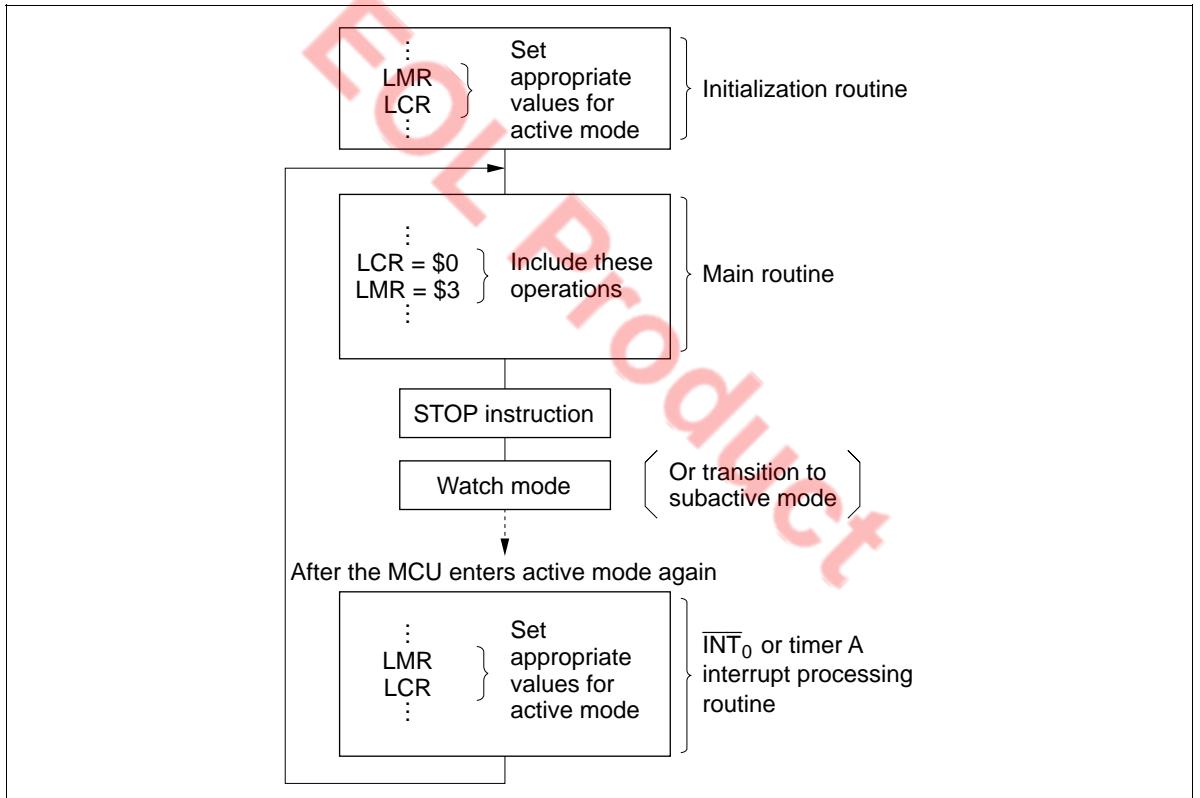 ⋮
LMR
LCR
⋮
Set
appropriate
values for
active mode
Initialization routine
⋮
LCR = $0
LMR = $3
⋮
Include these
operations
Main routine
STOP instruction
Watch mode
Or transition to
subactive mode
After the MCU enters active mode again
⋮
LMR
LCR
⋮
Set
appropriate
values for
active mode
I̅N̅T̅₀ or timer A
interrupt processing
routine
EOL Product